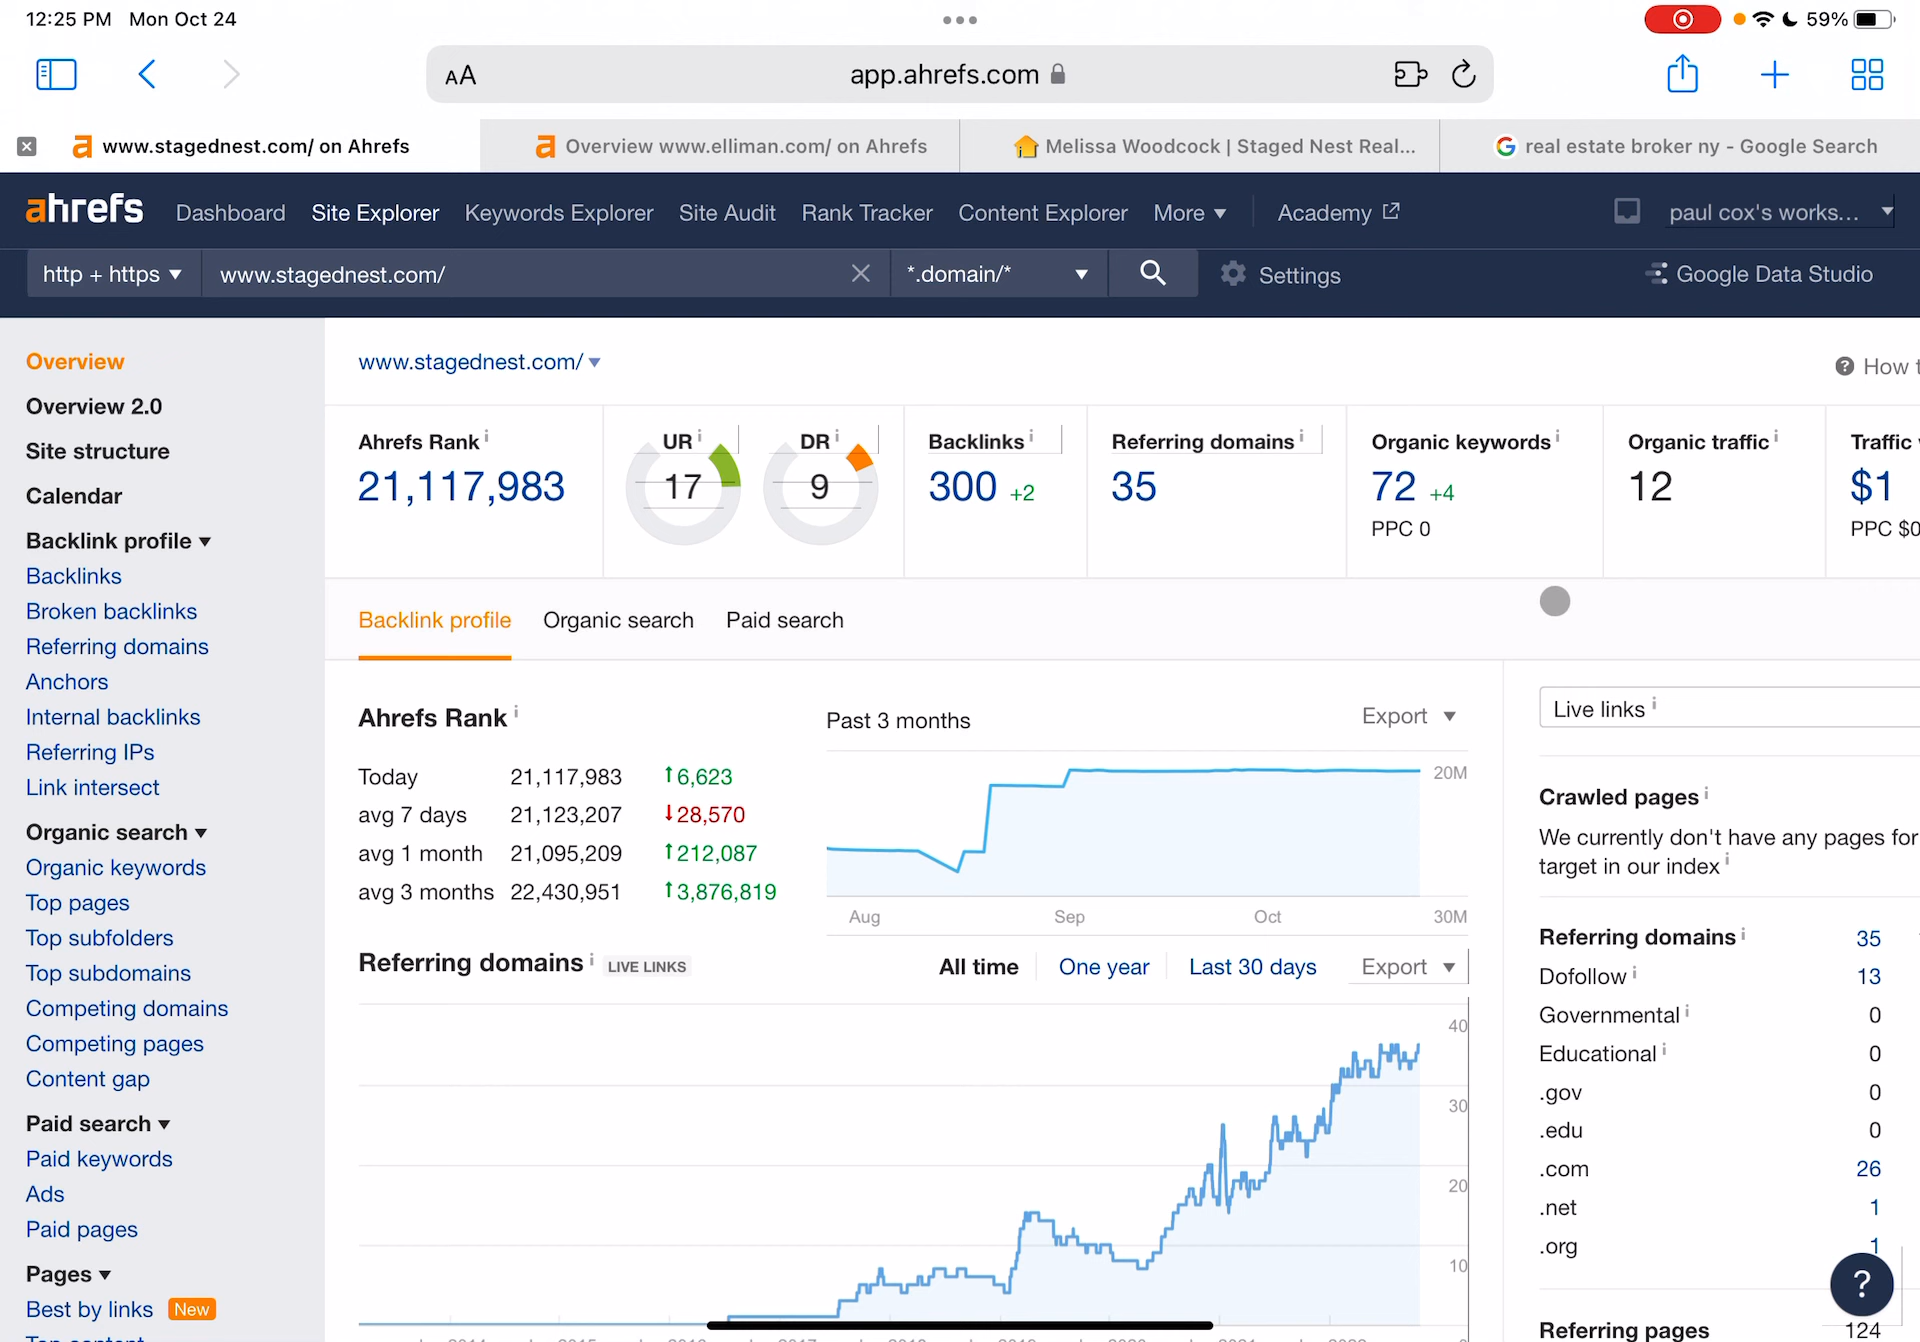 12:25 PM Mon Oct 24
59%
AA
app.ahrefs.com
www.stagednest.com/ on Ahrefs
Overview www.elliman.com/ on Ahrefs
Melissa Woodcock | Staged Nest Real...
real estate broker ny - Google Search
ahrefs Dashboard Site Explorer Keywords Explorer Site Audit Rank Tracker Content Explorer More Academy paul cox's works...
http + https www.stagednest.com/ *.domain/* Settings Google Data Studio
Overview
Overview 2.0
Site structure
Calendar
Backlink profile
Backlinks
Broken backlinks
Referring domains
Anchors
Internal backlinks
Referring IPs
Link intersect
Organic search
Organic keywords
Top pages
Top subfolders
Top subdomains
Competing domains
Competing pages
Content gap
Paid search
Paid keywords
Ads
Paid pages
Pages
Best by links New
www.stagednest.com/
How
Ahrefs Rank
21,117,983
UR
17
DR
9
Backlinks
300 +2
Referring domains
35
Organic keywords
72 +4
PPC 0
Organic traffic
12
Traffic
$1
PPC $0
Backlink profile Organic search Paid search
Ahrefs Rank
Today 21,117,983 6,623
avg 7 days 21,123,207 28,570
avg 1 month 21,095,209 212,087
avg 3 months 22,430,951 3,876,819
Past 3 months Export
20M
30M
Aug Sep Oct
Referring domains LIVE LINKS All time One year Last 30 days Export
40
30
20
10
Live links
Crawled pages
We currently don't have any pages for
target in our index
Referring domains 35
Dofollow 13
Governmental 0
Educational 0
.gov 0
.edu 0
.com 26
.net 1
.org 1
?
Referring pages 124